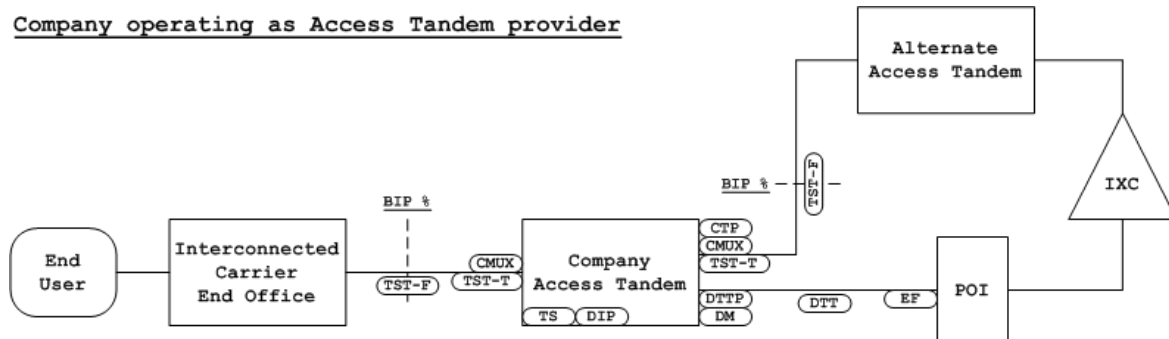 Company operating as Access Tandem provider
Alternate
Access Tandem
TST-F
BIP %
IXC
BIP %
CTP
CMUX
TST-T
End
User
Interconnected
Carrier
End Office
TST-F
CMUX
TST-T
Company
Access Tandem
TS
DIP
DTTP
DM
DTT
EF
POI